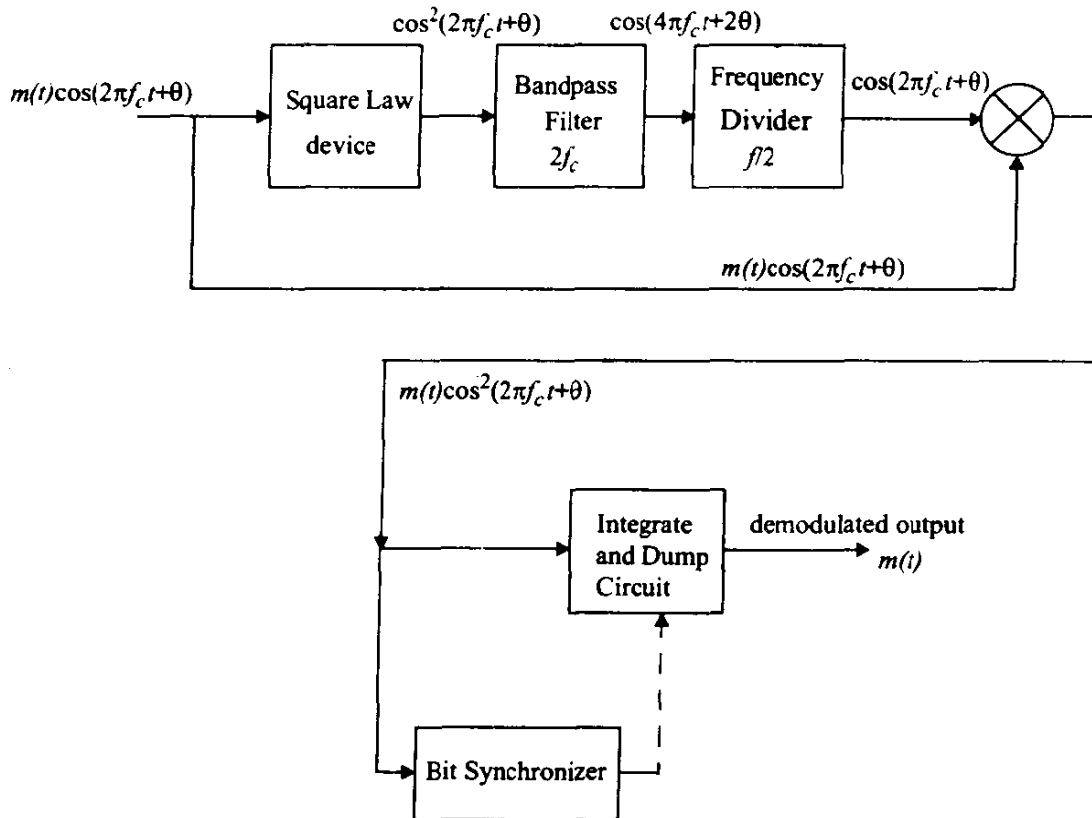 cos²(2πf_c t+θ)
cos(4πf_c t+2θ)
m(t)cos(2πf_c t+θ)
Square Law
device
Bandpass
Filter
2f_c
Frequency
Divider
f/2
cos(2πf_c t+θ)
m(t)cos(2πf_c t+θ)
m(t)cos²(2πf_c t+θ)
Integrate
and Dump
Circuit
demodulated output
m(t)
Bit Synchronizer